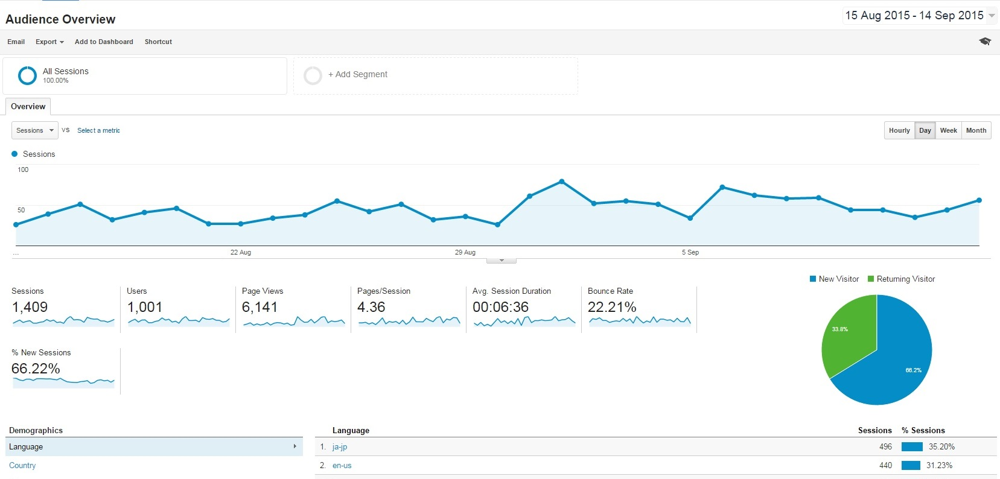 Audience Overview
15 Aug 2015 - 14 Sep 2015
Email Export Add to Dashboard Shortcut
All Sessions
100.00%
+ Add Segment
Overview
Sessions VS Select a metric
Hourly Day Week Month
Sessions
100
50
... 22 Aug 29 Aug 5 Sep
New Visitor Returning Visitor
Sessions
1,409
Users
1,001
Page Views
6,141
Pages/Session
4.36
Avg. Session Duration
00:06:36
Bounce Rate
22.21%
% New Sessions
66.22%
33.8%
66.2%
Demographics
Language
Country
Language Sessions % Sessions
1. ja-jp 496 35.20%
2. en-us 440 31.23%